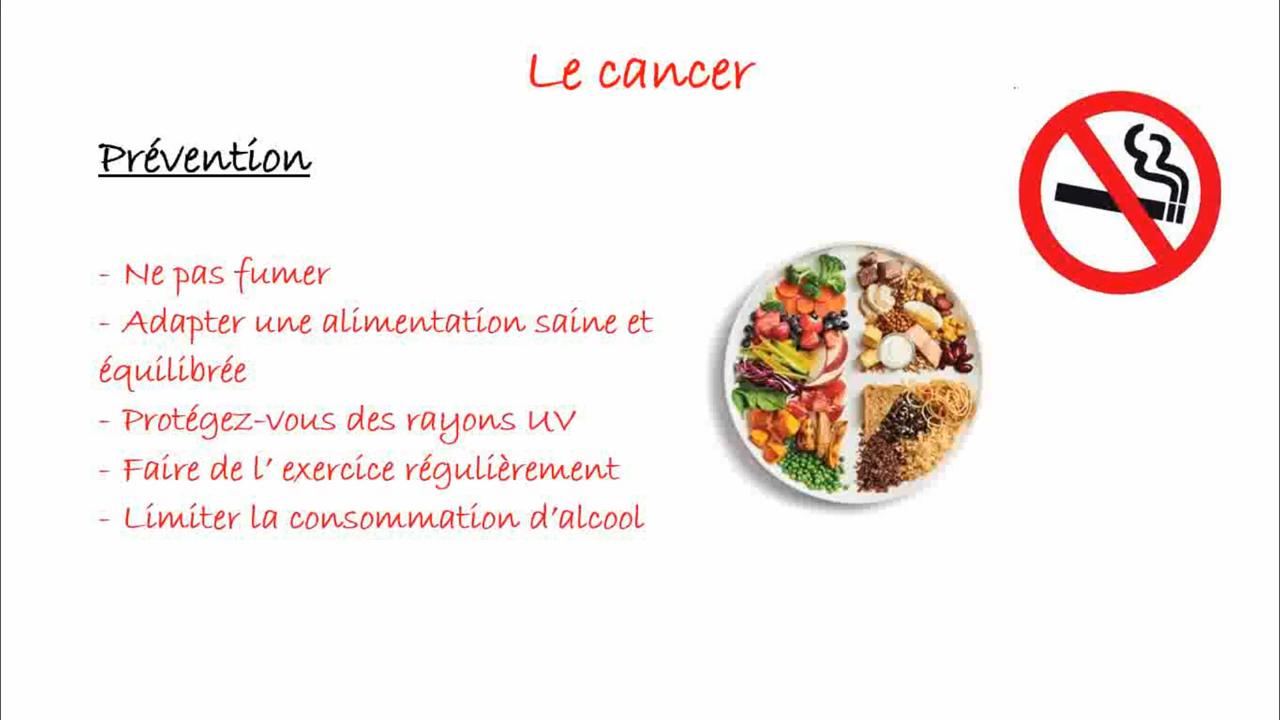 Le cancer
Prévention
- Ne pas fumer
- Adapter une alimentation saine et
équilibrée
- Protégez-vous des rayons UV
- Faire de l' exercice régulièrement
- Limiter la consommation d'alcool